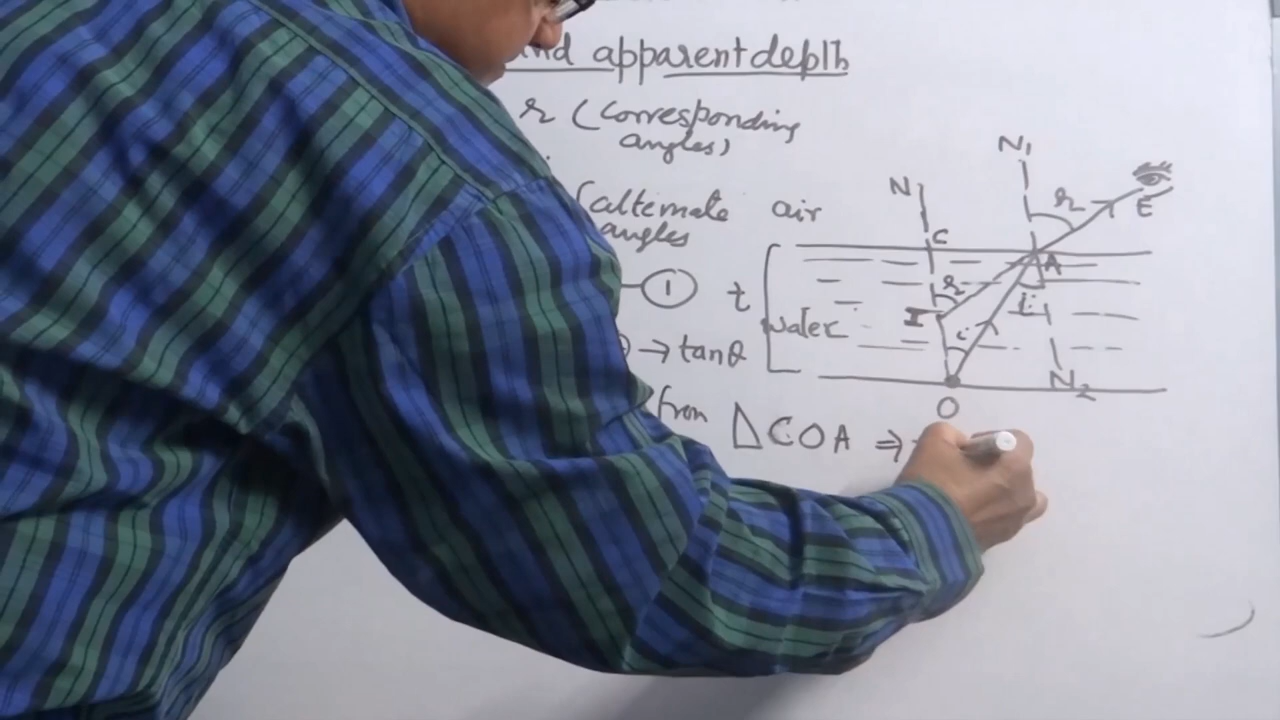 and apparent depth
r (corresponding
angles)
(alternate
angles
1
→ tanθ
from ΔCOA ⇒
air
t
water
N
N₁
C
A
r
E
r
I
i
i
N₂
O